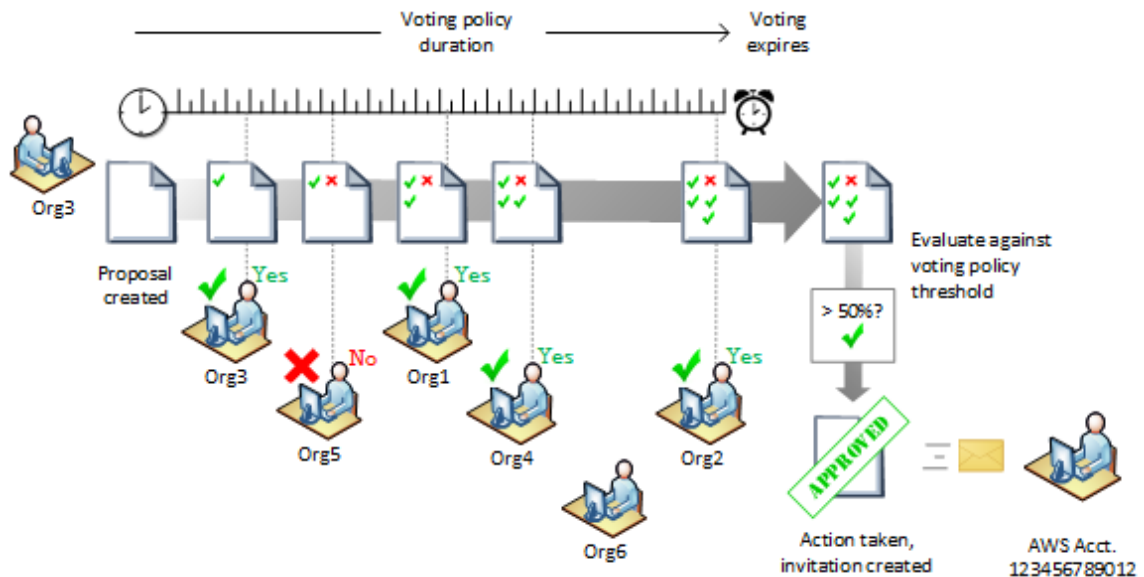 Voting policy
duration
Voting
expires
Org3
Proposal
created
Yes
Org3
No
Org5
Yes
Org1
Yes
Org4
Yes
Org2
Org6
Evaluate against
voting policy
threshold
> 50%?
APPROVED
Action taken,
invitation created
AWS Acct.
123456789012